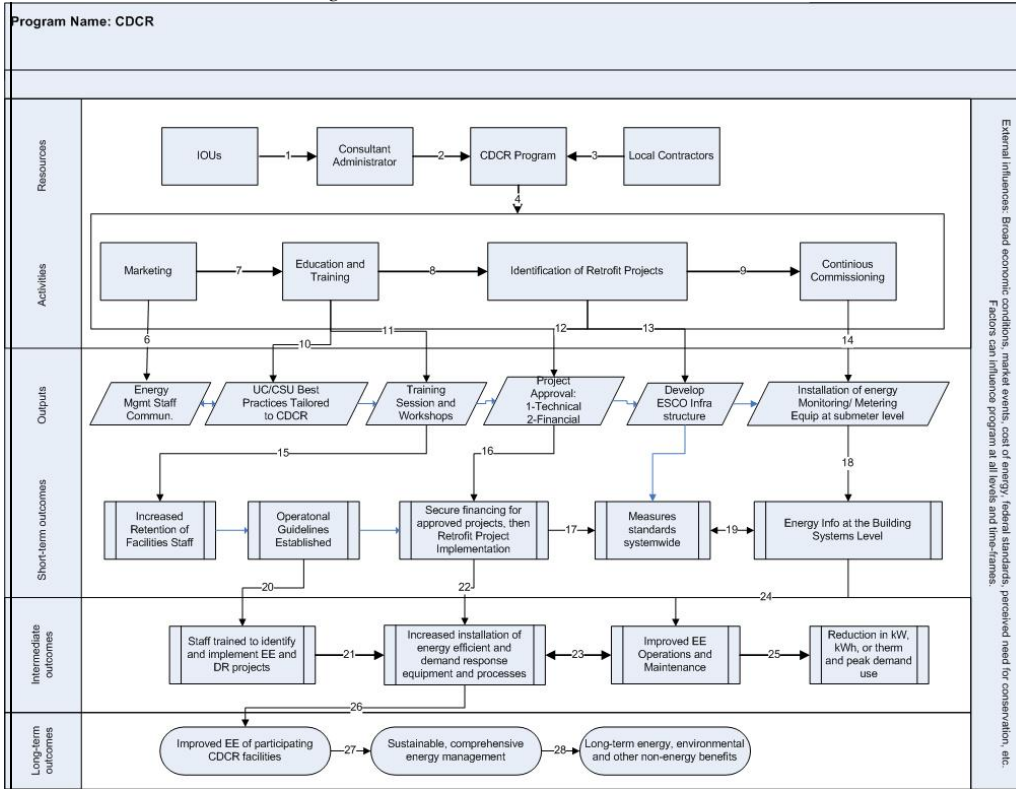 Program Name: CDCR
Resources
IOUs
1
Consultant
Administrator
2
CDCR Program
3
Local Contractors
4
Activities
Marketing
7
Education and
Training
8
Identification of Retrofit Projects
9
Continious
Commissioning
6
10
11
12
13
14
Outputs
Energy
Mgmt Staff
Commun.
UC/CSU Best
Practices Tailored
to CDCR
Training
Session and
Workshops
Project
Approval:
1-Technical
2-Financial
Develop
ESCO Infra
structure
Installation of energy
Monitoring/ Metering
Equip at submeter level
15
16
18
Short-term outcomes
Increased
Retention of
Facilities Staff
Operatonal
Guidelines
Established
Secure financing for
approved projects, then
Retrofit Project
Implementation
17
Measures
standards
systemwide
19
Energy Info at the Building
Systems Level
20
22
24
Intermediate
outcomes
Staff trained to identify
and implement EE and
DR projects
21
Increased installation of
energy efficient and
demand response
equipment and processes
23
Improved EE
Operations and
Maintenance
25
Reduction in kW,
kWh, or therm
and peak demand
use
26
Long-term
outcomes
Improved EE of participating
CDCR facilities
27
Sustainable, comprehensive
energy management
28
Long-term energy, environmental
and other non-energy benefits
External influences: Broad economic conditions, market events, cost of energy, federal standards, perceived need for conservation, etc.
Factors can influence program at all levels and time-frames.